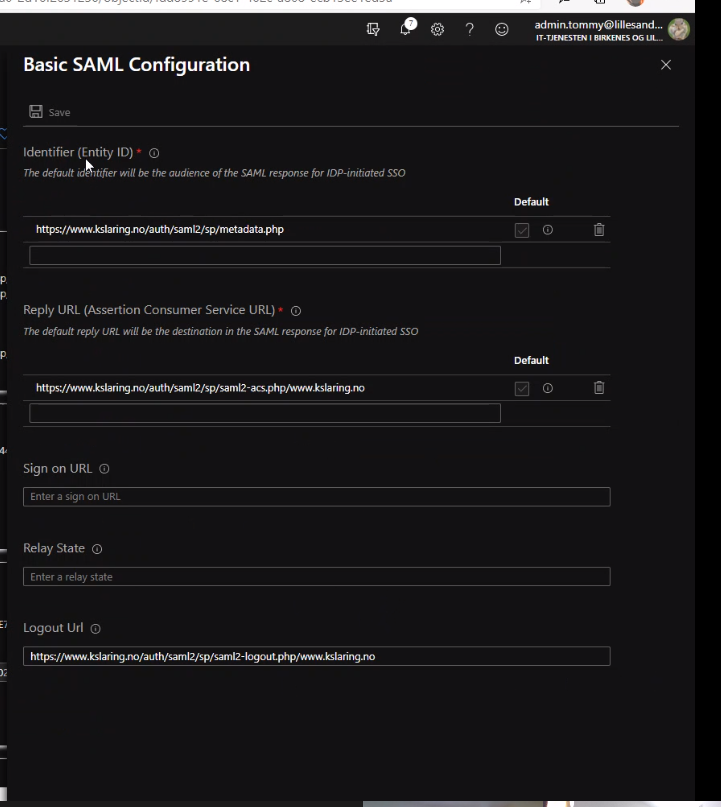 7
admin.tommy@lillesand...
IT-TJENESTEN I BIRKENES OG LIL...
Basic SAML Configuration
Save
Identifier (Entity ID) *
The default identifier will be the audience of the SAML response for IDP-initiated SSO
Default
https://www.kslaring.no/auth/saml2/sp/metadata.php
Reply URL (Assertion Consumer Service URL) *
The default reply URL will be the destination in the SAML response for IDP-initiated SSO
Default
https://www.kslaring.no/auth/saml2/sp/saml2-acs.php/www.kslaring.no
Sign on URL
Enter a sign on URL
Relay State
Enter a relay state
Logout Url
https://www.kslaring.no/auth/saml2/sp/saml2-logout.php/www.kslaring.no